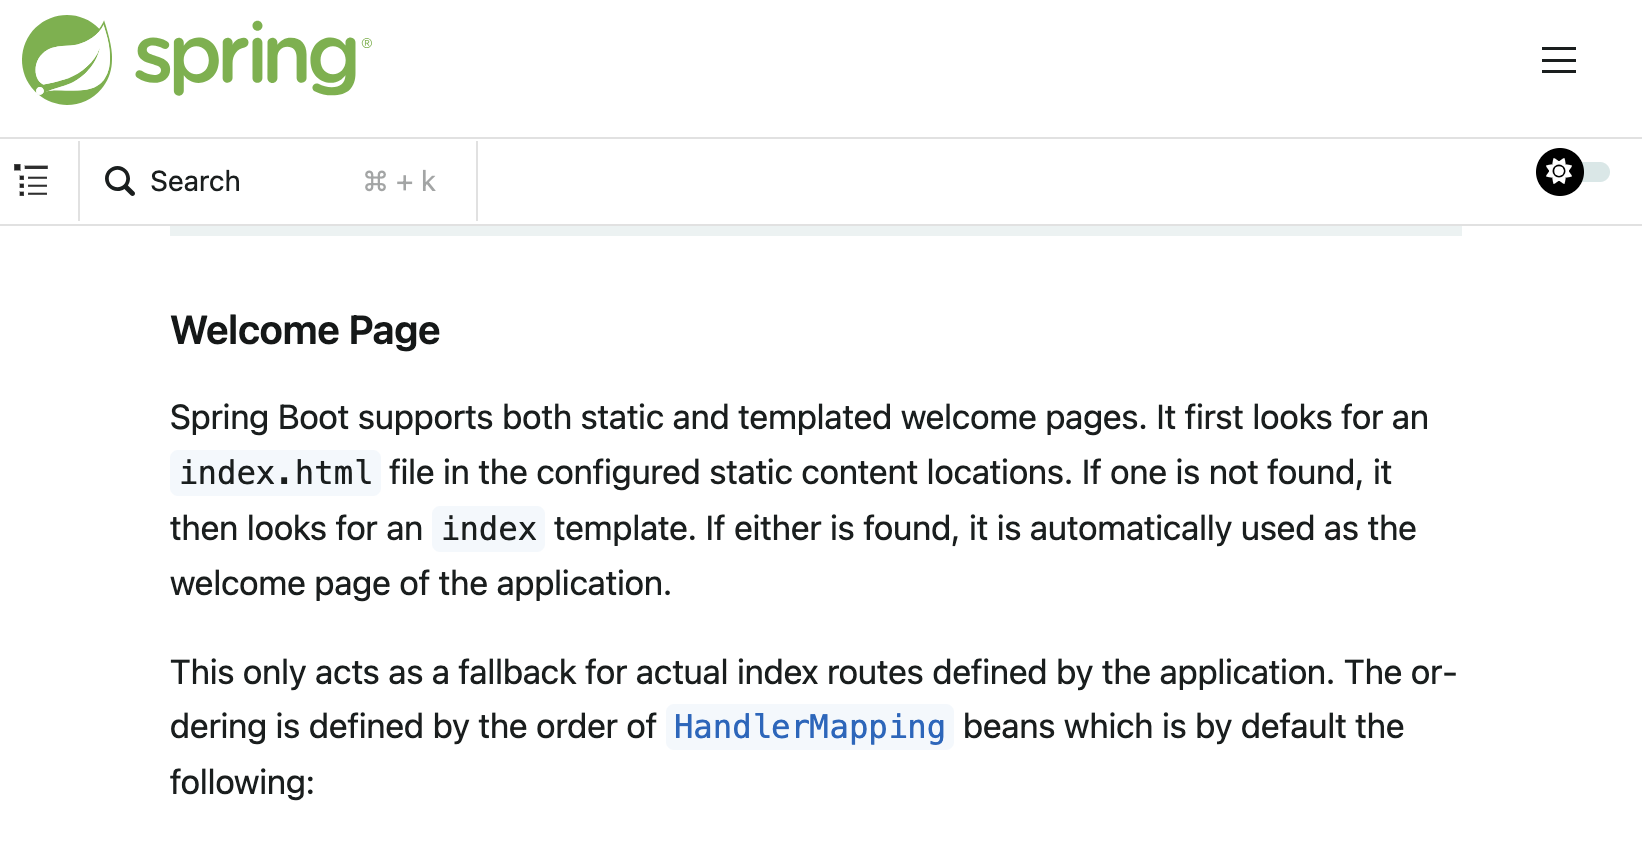 spring®
Search ⌘ + k
Welcome Page
Spring Boot supports both static and templated welcome pages. It first looks for an
index.html file in the configured static content locations. If one is not found, it
then looks for an index template. If either is found, it is automatically used as the
welcome page of the application.
This only acts as a fallback for actual index routes defined by the application. The or-
dering is defined by the order of HandlerMapping beans which is by default the
following: